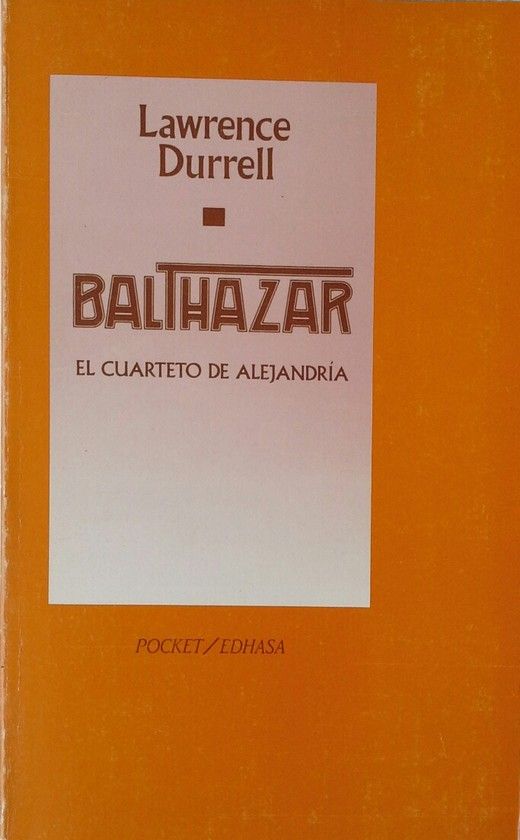 Lawrence
Durrell
BALTHAZAR
EL CUARTETO DE ALEJANDRÍA
POCKET/EDHASA